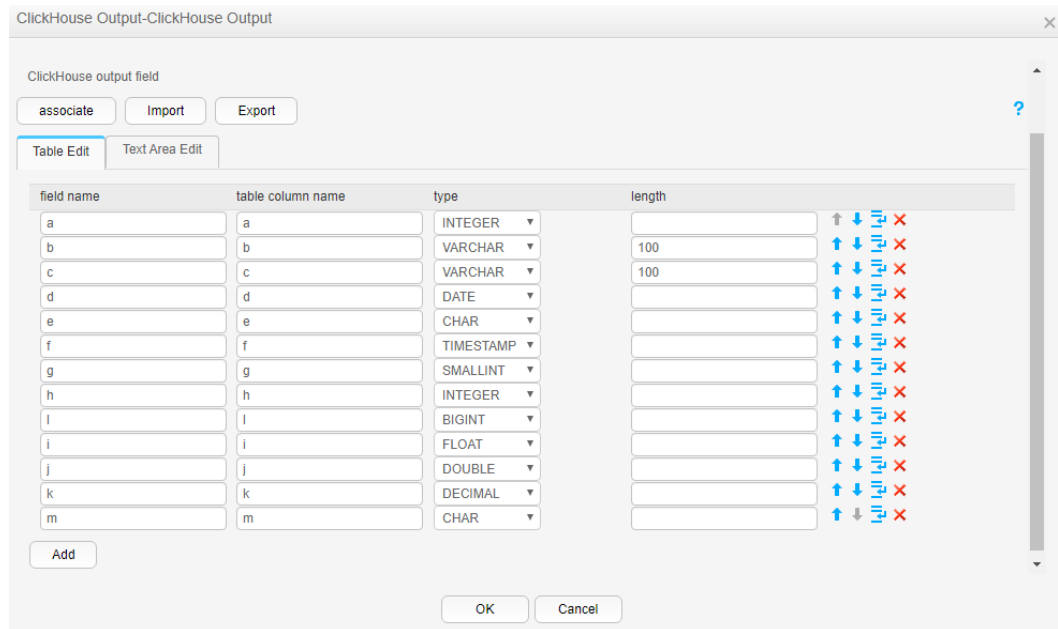 ClickHouse Output-ClickHouse Output
ClickHouse output field
associate Import Export ?
Table Edit Text Area Edit
field name table column name type length
a a INTEGER
b b VARCHAR 100
c c VARCHAR 100
d d DATE
e e CHAR
f f TIMESTAMP
g g SMALLINT
h h INTEGER
l l BIGINT
i i FLOAT
j j DOUBLE
k k DECIMAL
m m CHAR
Add
OK Cancel